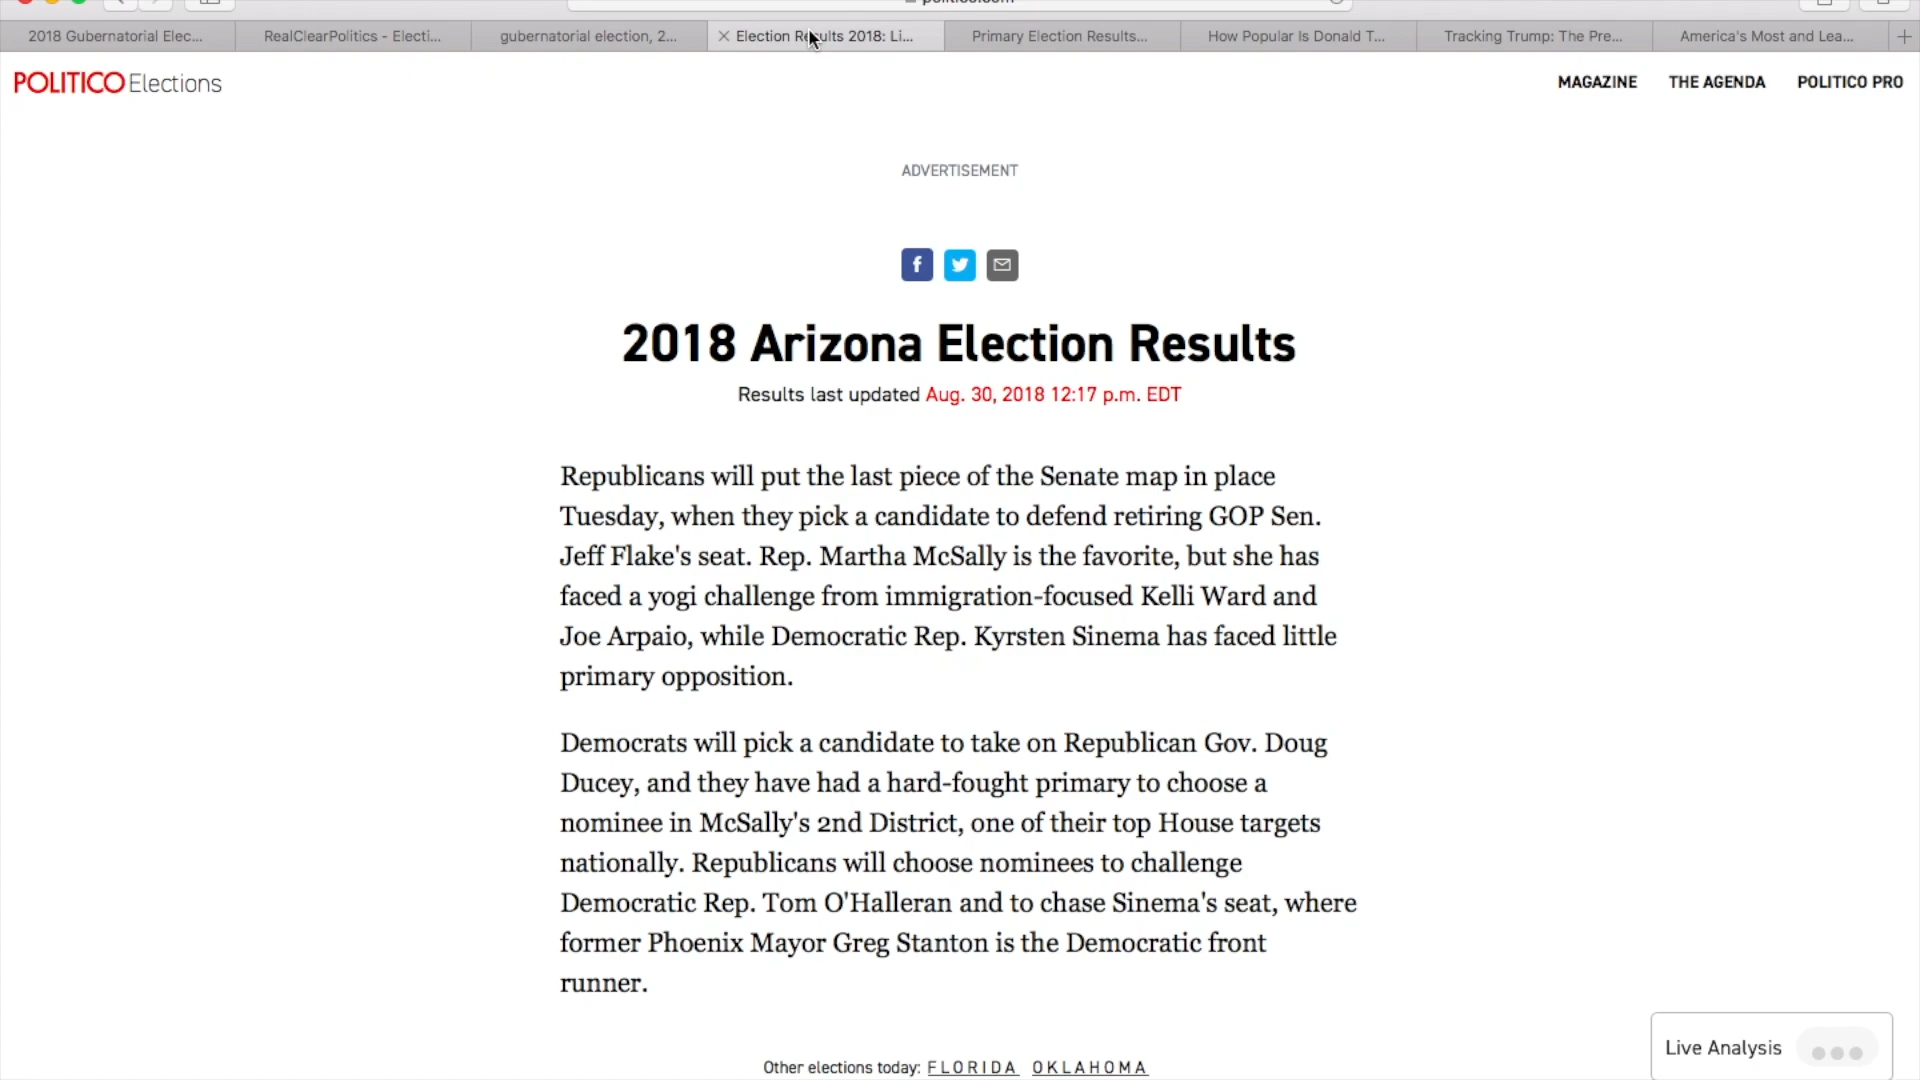 2018 Gubernatorial Elec...
RealClearPolitics - Electi...
gubernatorial election, 2...
Election Results 2018: Li...
Primary Election Results...
How Popular Is Donald T...
Tracking Trump: The Pre...
America's Most and Lea...
POLITICO Elections
MAGAZINE
THE AGENDA
POLITICO PRO
ADVERTISEMENT
2018 Arizona Election Results
Results last updated Aug. 30, 2018 12:17 p.m. EDT
Republicans will put the last piece of the Senate map in place
Tuesday, when they pick a candidate to defend retiring GOP Sen.
Jeff Flake's seat. Rep. Martha McSally is the favorite, but she has
faced a yogi challenge from immigration-focused Kelli Ward and
Joe Arpaio, while Democratic Rep. Kyrsten Sinema has faced little
primary opposition.
Democrats will pick a candidate to take on Republican Gov. Doug
Ducey, and they have had a hard-fought primary to choose a
nominee in McSally's 2nd District, one of their top House targets
nationally. Republicans will choose nominees to challenge
Democratic Rep. Tom O'Halleran and to chase Sinema's seat, where
former Phoenix Mayor Greg Stanton is the Democratic front
runner.
Other elections today: FLORIDA OKLAHOMA
Live Analysis